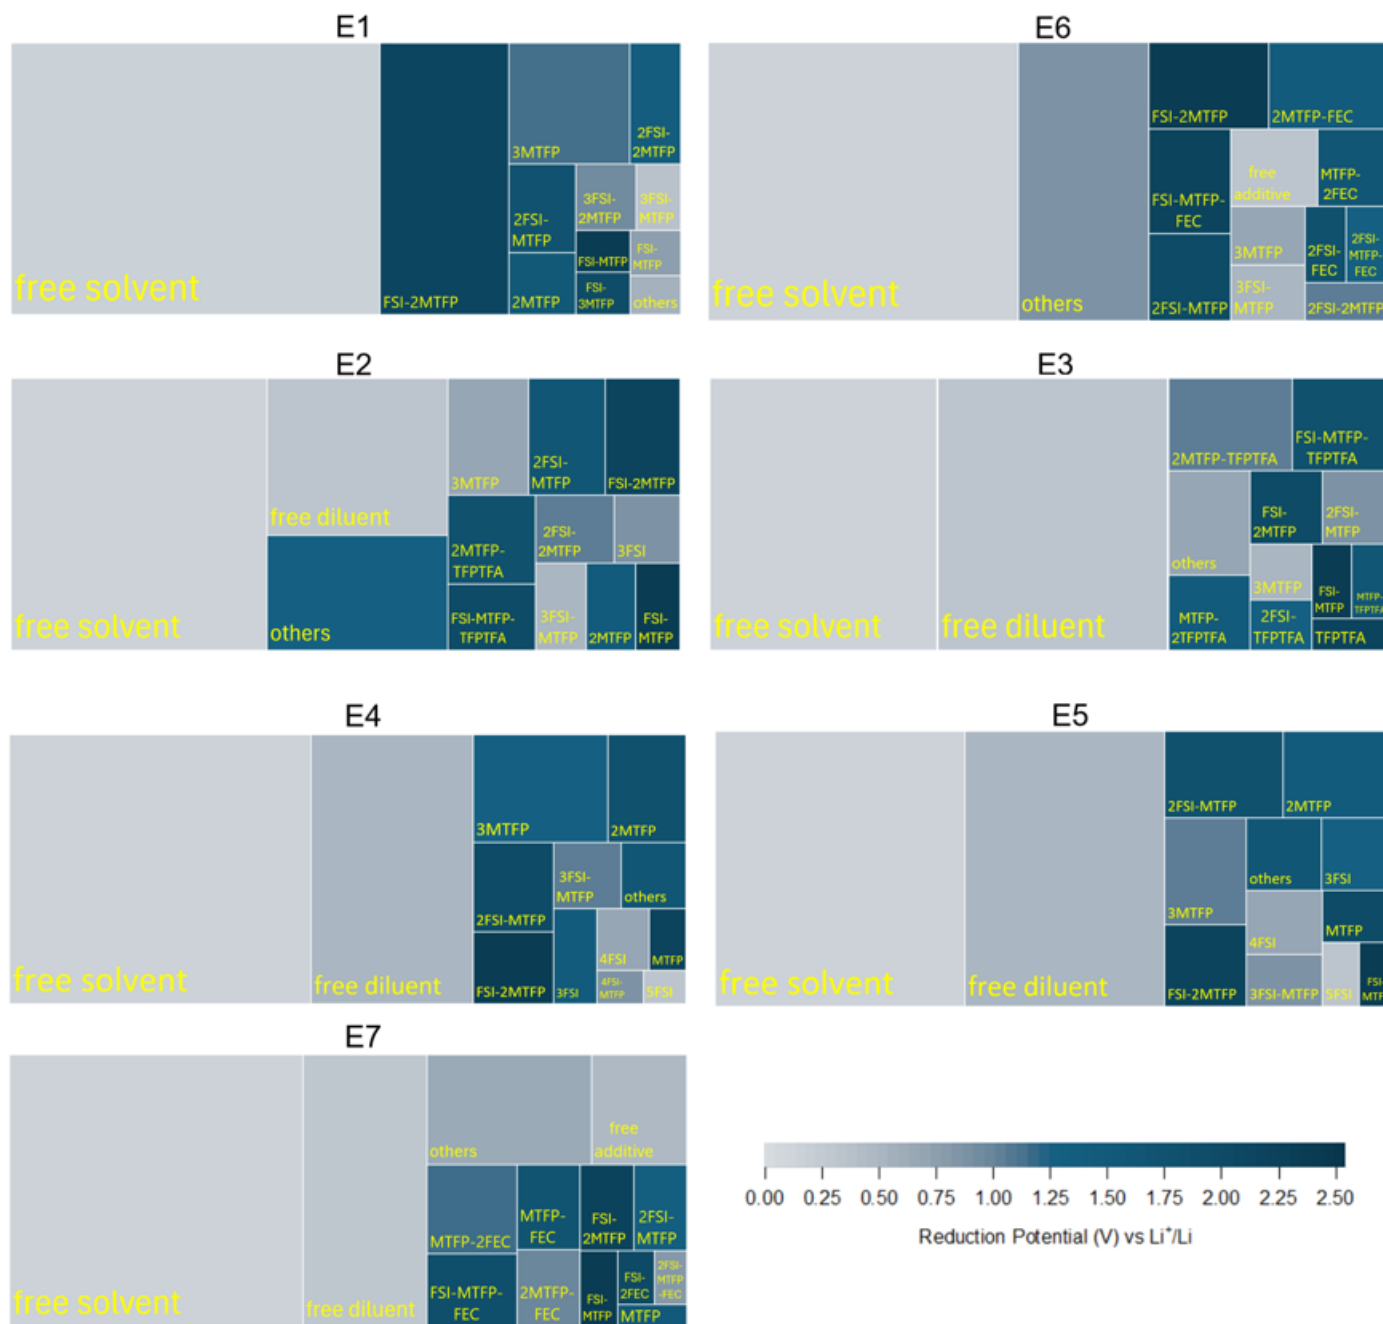 E1
3MTFP
2FSI-
2MTFP
2FSI-
MTFP
3FSI-
2MTFP
3FSI-
MTFP
FSI-MTFP
FSI-
MTFP
free solvent
FSI-2MTFP
2MTFP
FSI-
3MTFP
others
E6
FSI-2MTFP
2MTFP-FEC
FSI-MTFP-
FEC
free
additive
MTFP-
2FEC
3MTFP
2FSI-
FEC
2FSI-
MTFP-
FEC
free solvent
others
2FSI-MTFP
3FSI-
MTFP
2FSI-2MTFP
E2
3MTFP
2FSI-
MTFP
FSI-2MTFP
free diluent
2MTFP-
TFPTFA
2FSI-
2MTFP
3FSI
free solvent
others
FSI-MTFP-
TFPTFA
3FSI-
MTFP
2MTFP
FSI-
MTFP
E3
2MTFP-TFPTFA
FSI-MTFP-
TFPTFA
others
FSI-
2MTFP
2FSI-
MTFP
3MTFP
FSI-
MTFP
MTFP-
TFPTFA
free solvent
free diluent
MTFP-
2TFPTFA
2FSI-
TFPTFA
TFPTFA
E4
3MTFP
2MTFP
2FSI-MTFP
3FSI-
MTFP
others
4FSI
MTFP
free solvent
free diluent
FSI-2MTFP
3FSI
4FSI-
MTFP
5FSI
E5
2FSI-MTFP
2MTFP
3MTFP
others
3FSI
4FSI
MTFP
free solvent
free diluent
FSI-2MTFP
3FSI-MTFP
5FSI
FSI-
MTF
E7
others
free
additive
MTFP-2FEC
MTFP-
FEC
FSI-
2MTFP
2FSI-
MTFP
free solvent
free diluent
FSI-MTFP-
FEC
2MTFP-
FEC
FSI-
MTFP
FSI-
2FEC
2FSI-
MTFP
-FEC
MTFP
0.00 0.25 0.50 0.75 1.00 1.25 1.50 1.75 2.00 2.25 2.50
Reduction Potential (V) vs Li⁺/Li